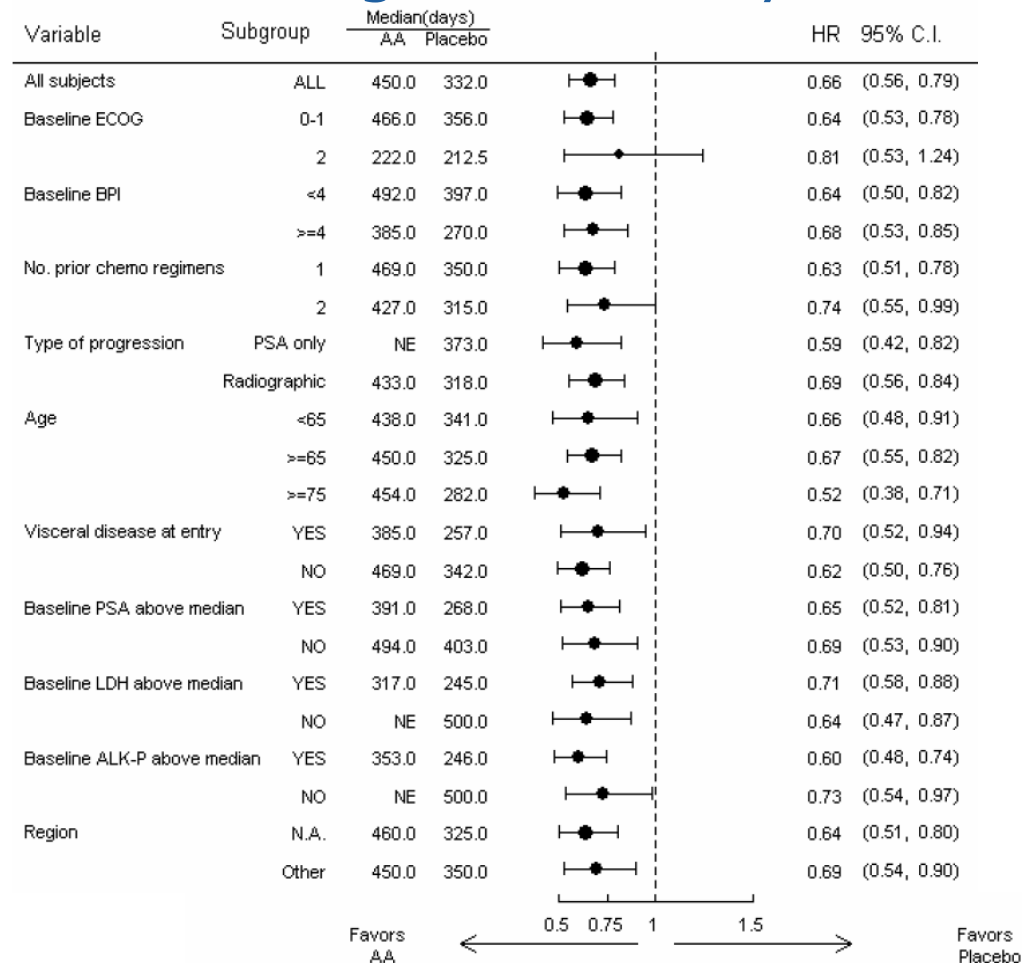 Median(days)
Variable Subgroup AA Placebo HR 95% C.I.
All subjects ALL 450.0 332.0 0.66 (0.56, 0.79)
Baseline ECOG 0-1 466.0 356.0 0.64 (0.53, 0.78)
2 222.0 212.5 0.81 (0.53, 1.24)
Baseline BPI <4 492.0 397.0 0.64 (0.50, 0.82)
>=4 385.0 270.0 0.68 (0.53, 0.85)
No. prior chemo regimens 1 469.0 350.0 0.63 (0.51, 0.78)
2 427.0 315.0 0.74 (0.55, 0.99)
Type of progression PSA only NE 373.0 0.59 (0.42, 0.82)
Radiographic 433.0 318.0 0.69 (0.56, 0.84)
Age <65 438.0 341.0 0.66 (0.48, 0.91)
>=65 450.0 325.0 0.67 (0.55, 0.82)
>=75 454.0 282.0 0.52 (0.38, 0.71)
Visceral disease at entry YES 385.0 257.0 0.70 (0.52, 0.94)
NO 469.0 342.0 0.62 (0.50, 0.76)
Baseline PSA above median YES 391.0 268.0 0.65 (0.52, 0.81)
NO 494.0 403.0 0.69 (0.53, 0.90)
Baseline LDH above median YES 317.0 245.0 0.71 (0.58, 0.88)
NO NE 500.0 0.64 (0.47, 0.87)
Baseline ALK-P above median YES 353.0 246.0 0.60 (0.48, 0.74)
NO NE 500.0 0.73 (0.54, 0.97)
Region N.A. 460.0 325.0 0.64 (0.51, 0.80)
Other 450.0 350.0 0.69 (0.54, 0.90)
0.5 0.75 1 1.5
Favors AA
Favors Placebo